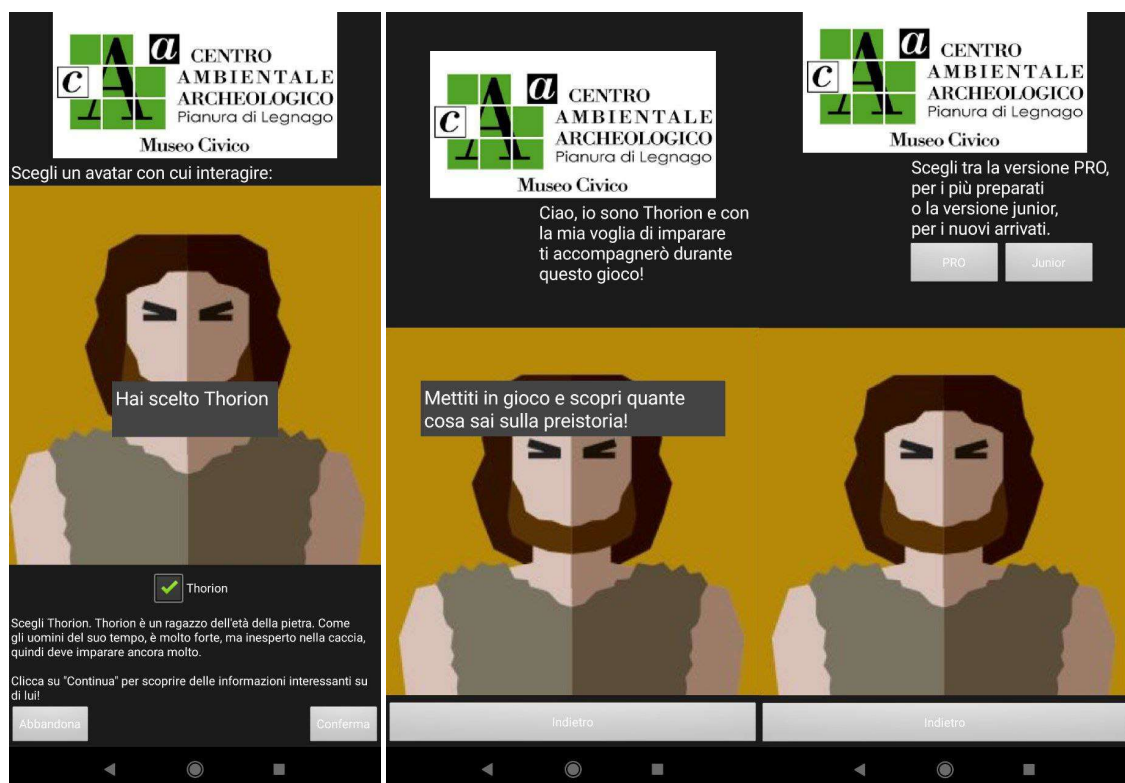 c A a CENTRO
AMBIENTALE
ARCHEOLOGICO
Pianura di Legnago
Museo Civico
Scegli un avatar con cui interagire:
Hai scelto Thorion
Thorion
Scegli Thorion. Thorion è un ragazzo dell'età della pietra. Come
gli uomini del suo tempo, è molto forte, ma inesperto nella caccia,
quindi deve imparare ancora molto.
Clicca su "Continua" per scoprire delle informazioni interessanti su
di lui!
Abbandona
Conferma
c A a CENTRO
AMBIENTALE
ARCHEOLOGICO
Pianura di Legnago
Museo Civico
Ciao, io sono Thorion e con
la mia voglia di imparare
ti accompagnerò durante
questo gioco!
Mettiti in gioco e scopri quante
cosa sai sulla preistoria!
Indietro
c A a CENTRO
AMBIENTALE
ARCHEOLOGICO
Pianura di Legnago
Museo Civico
Scegli tra la versione PRO,
per i più preparati
o la versione junior,
per i nuovi arrivati.
PRO
Junior
Indietro